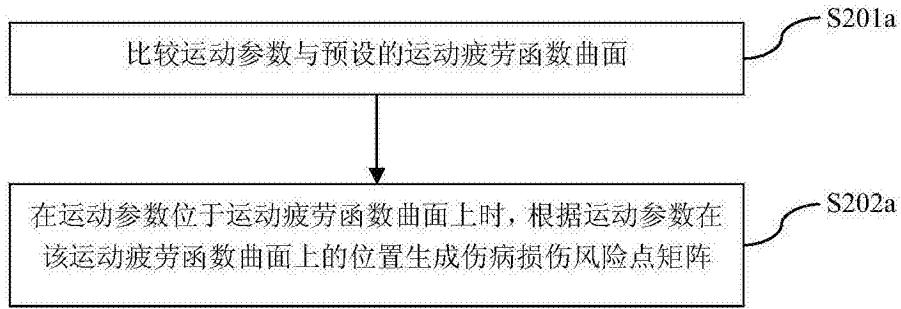 S201a
比较运动参数与预设的运动疲劳函数曲面
S202a
在运动参数位于运动疲劳函数曲面上时，根据运动参数在
该运动疲劳函数曲面上的位置生成伤病损伤风险点矩阵